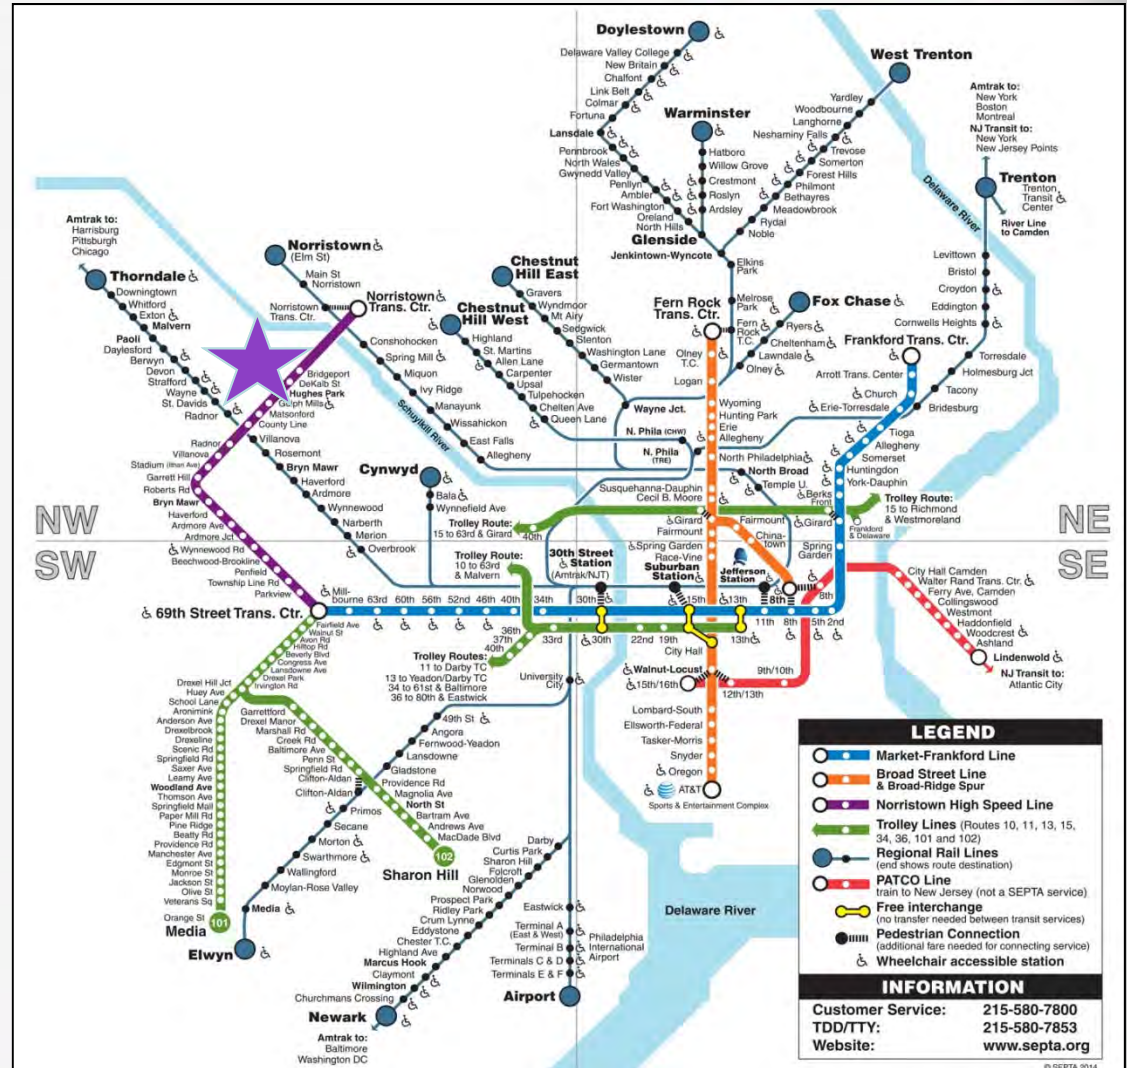 Doylestown
Delaware Valley College
New Britain
Chalfont
Link Belt
Colmar
Fortuna
Lansdale
Pennbrook
North Wales
Gwynedd Valley
Penllyn
Ambler
Fort Washington
Oreland
North Hills
Glenside
Jenkintown-Wyncote
Warminster
Hatboro
Willow Grove
Crestmont
Roslyn
Ardsley
West Trenton
Yardley
Woodbourne
Langhorne
Neshaminy Falls
Trevose
Somerton
Forest Hills
Philmont
Bethayres
Meadowbrook
Rydal
Noble
Elkins
Park
Melrose
Park
Fern
Rock
T.C.
Amtrak to:
New York
Boston
Montreal
NJ Transit to:
New York
New Jersey Points
Trenton
Trenton
Transit
Center
River Line
to Camden
Delaware River
Levittown
Bristol
Croydon
Eddington
Cornwells Heights
Torresdale
Holmesburg Jct
Tacony
Bridesburg
Amtrak to:
Harrisburg
Pittsburgh
Chicago
Thorndale
Downingtown
Whitford
Exton
Malvern
Paoli
Daylesford
Berwyn
Devon
Strafford
Wayne
St. Davids
Radnor
Villanova
Rosemont
Bryn Mawr
Haverford
Ardmore
Wynnewood
Narberth
Merion
Overbrook
Norristown
(Elm St)
Main St
Norristown
Norristown
Trans. Ctr.
Norristown
Trans. Ctr.
Conshohocken
Spring Mill
Miquon
Ivy Ridge
Manayunk
Wissahickon
East Falls
Allegheny
Schuylkill River
Bridgeport
DeKalb St
Hughes Park
Gulph Mills
Matsonford
County Line
Radnor
Villanova
Stadium (Ithan Ave)
Garrett Hill
Roberts Rd
Bryn Mawr
Haverford
Ardmore Ave
Ardmore Jct
Wynnewood Rd
Beechwood-Brookline
Penfield
Township Line Rd
Parkview
69th Street Trans. Ctr.
Chestnut
Hill East
Gravers
Wyndmoor
Mt Airy
Sedgwick
Stenton
Washington Lane
Germantown
Wister
Wayne Jct.
Chestnut
Hill West
Highland
St. Martins
Allen Lane
Carpenter
Upsal
Tulpehocken
Chelten Ave
Queen Lane
N. Phila (CHW)
N. Phila
(TRE)
Cynwyd
Bala
Wynnefield Ave
Fox Chase
Ryers
Cheltenham
Lawndale
Olney
Fern Rock
Trans. Ctr.
Olney
T.C.
Logan
Wyoming
Hunting Park
Erie
Allegheny
North Philadelphia
North Broad
Temple U.
Susquehanna-Dauphin
Cecil B. Moore
Girard
Fairmount
Spring Garden
Race-Vine
Fairmount
China-
town
Frankford Trans. Ctr.
Arrott Trans. Center
Church
Erie-Torresdale
Tioga
Allegheny
Somerset
Huntingdon
York-Dauphin
Berks
Front
Girard
Spring
Garden
Trolley Route:
15 to Richmond
& Westmoreland
Frankford
& Delaware
Trolley Route:
15 to 63rd & Girard
40th
Trolley Route:
10 to 63rd
& Malvern
NW
SW
NE
SE
30th Street
Station
(Amtrak/NJT)
Suburban
Station
Jefferson
Station
Mill-
bourne
63rd
60th
56th
52nd
46th
40th
34th
30th
15th
13th
8th
8th
11th
8th
5th
2nd
36th
37th
40th
33rd
30th
22nd
19th
13th
City Hall
Trolley Routes:
11 to Darby TC
13 to Yeadon/Darby TC
34 to 61st & Baltimore
36 to 80th & Eastwick
University
City
Walnut-Locust
15th/16th
9th/10th
12th/13th
Lombard-South
Ellsworth-Federal
Tasker-Morris
Snyder
Oregon
AT&T
Sports & Entertainment Complex
City Hall Camden
Walter Rand Trans. Ctr.
Ferry Ave, Camden
Collingswood
Westmont
Haddonfield
Woodcrest
Ashland
Lindenwold
NJ Transit to:
Atlantic City
Fairfield Ave
Walnut St
Avon Rd
Hilltop Rd
Beverly Blvd
Congress Ave
Lansdowne Ave
Drexel Park
Irvington Rd
Drexel Hill Jct
Huey Ave
School Lane
Aronimink
Anderson Ave
Drexelbrook
Drexeline
Scenic Rd
Springfield Rd
Saxer Ave
Leamy Ave
Woodland Ave
Thomson Ave
Springfield Mall
Paper Mill Rd
Pine Ridge
Beatty Rd
Providence Rd
Manchester Ave
Edgmont St
Monroe St
Jackson St
Olive St
Veterans Sq
Orange St
Media
101
Garrettford
Drexel Manor
Marshall Rd
Creek Rd
Baltimore Ave
Penn St
Springfield Rd
Clifton-Aldan
Providence Rd
Magnolia Ave
North St
Bartram Ave
Andrews Ave
MacDade Blvd
102
Sharon Hill
49th St
Angora
Fernwood-Yeadon
Lansdowne
Gladstone
Clifton-Aldan
Primos
Secane
Morton
Swarthmore
Wallingford
Moylan-Rose Valley
Media
Elwyn
Darby
Curtis Park
Sharon Hill
Folcroft
Glenolden
Norwood
Prospect Park
Ridley Park
Crum Lynne
Eddystone
Chester T.C.
Highland Ave
Marcus Hook
Claymont
Wilmington
Churchmans Crossing
Newark
Amtrak to:
Baltimore
Washington DC
Eastwick
Terminal A
(East & West)
Terminal B
Terminals C & D
Terminals E & F
Philadelphia
International
Airport
Airport
Delaware River
LEGEND
Market-Frankford Line
Broad Street Line
& Broad-Ridge Spur
Norristown High Speed Line
Trolley Lines (Routes 10, 11, 13, 15,
34, 36, 101 and 102)
Regional Rail Lines
(end shows route destination)
PATCO Line
train to New Jersey (not a SEPTA service)
Free interchange
(no transfer needed between transit services)
Pedestrian Connection
(additional fare needed for connecting service)
Wheelchair accessible station
INFORMATION
Customer Service: 215-580-7800
TDD/TTY: 215-580-7853
Website: www.septa.org
© SEPTA 2014